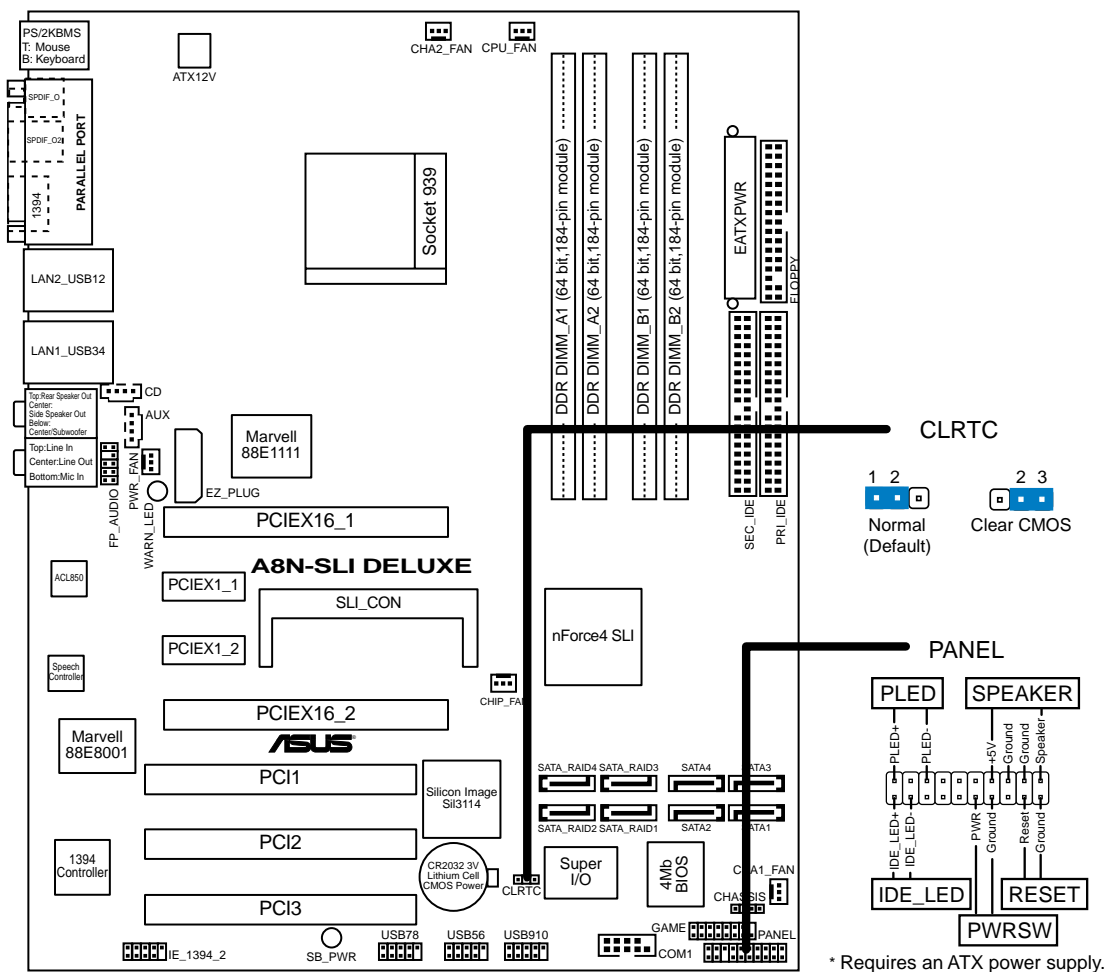 PS/2KBMS
T: Mouse
B: Keyboard
ATX12V
CHA2_FAN
CPU_FAN
SPDIF_O
SPDIF_O2
1394
PARALLEL PORT
Socket 939
DDR DIMM_A1 (64 bit,184-pin module)
DDR DIMM_A2 (64 bit,184-pin module)
DDR DIMM_B1 (64 bit,184-pin module)
DDR DIMM_B2 (64 bit,184-pin module)
EATXPWR
FLOPPY
LAN2_USB12
LAN1_USB34
CD
AUX
Top:Rear Speaker Out
Center:
Side Speaker Out
Below:
Center/Subwoofer
Top:Line In
Center:Line Out
Bottom:Mic In
FP_AUDIO
PWR_FAN
WARN_LED
EZ_PLUG
Marvell
88E1111
SEC_IDE
PRI_IDE
CLRTC
1 2
Normal
(Default)
2 3
Clear CMOS
PCIEX16_1
A8N-SLI DELUXE
ACL850
PCIEX1_1
SLI_CON
nForce4 SLI
PCIEX1_2
Speech
Controller
CHIP_FAN
PCIEX16_2
ASUS
Marvell
88E8001
PCI1
Silicon Image
Sil3114
SATA_RAID4
SATA_RAID3
SATA4
SATA3
SATA_RAID2
SATA_RAID1
SATA2
SATA1
PCI2
1394
Controller
CR2032 3V
Lithium Cell
CMOS Power
CLRTC
Super
I/O
4Mb
BIOS
CHA1_FAN
CHASSIS
PCI3
GAME
PANEL
IE_1394_2
SB_PWR
USB78
USB56
USB910
COM1
PANEL
PLED
SPEAKER
PLED+
PLED-
+5V
Ground
Ground
Speaker
IDE_LED+
IDE_LED-
PWR
Ground
Reset
Ground
IDE_LED
RESET
PWRSW
* Requires an ATX power supply.